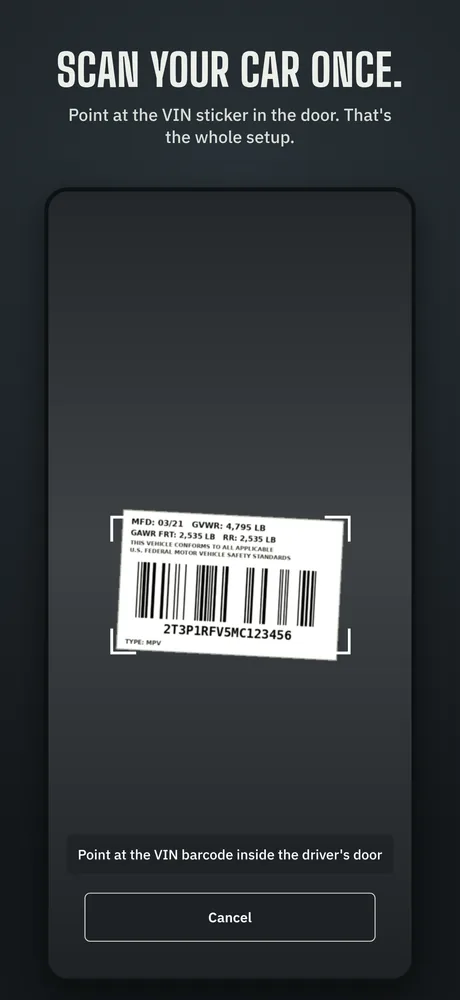 SCAN YOUR CAR ONCE.
Point at the VIN sticker in the door. That's
the whole setup.
MFD: 03/21 GVWR: 4,795 LB
GAWR FRT: 2,535 LB RR: 2,535 LB
THIS VEHICLE CONFORMS TO ALL APPLICABLE
U.S. FEDERAL MOTOR VEHICLE SAFETY STANDARDS
2T3P1RFV5MC123456
TYPE: MPV
Point at the VIN barcode inside the driver's door
Cancel